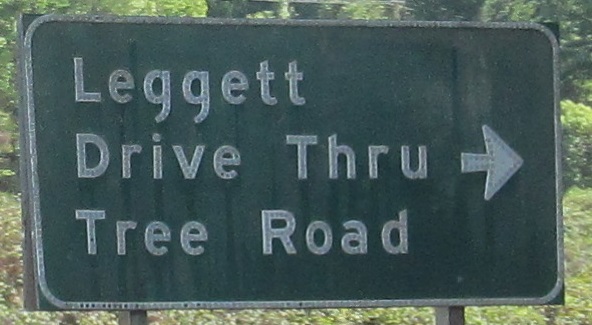 Leggett
Drive Thru
Tree Road